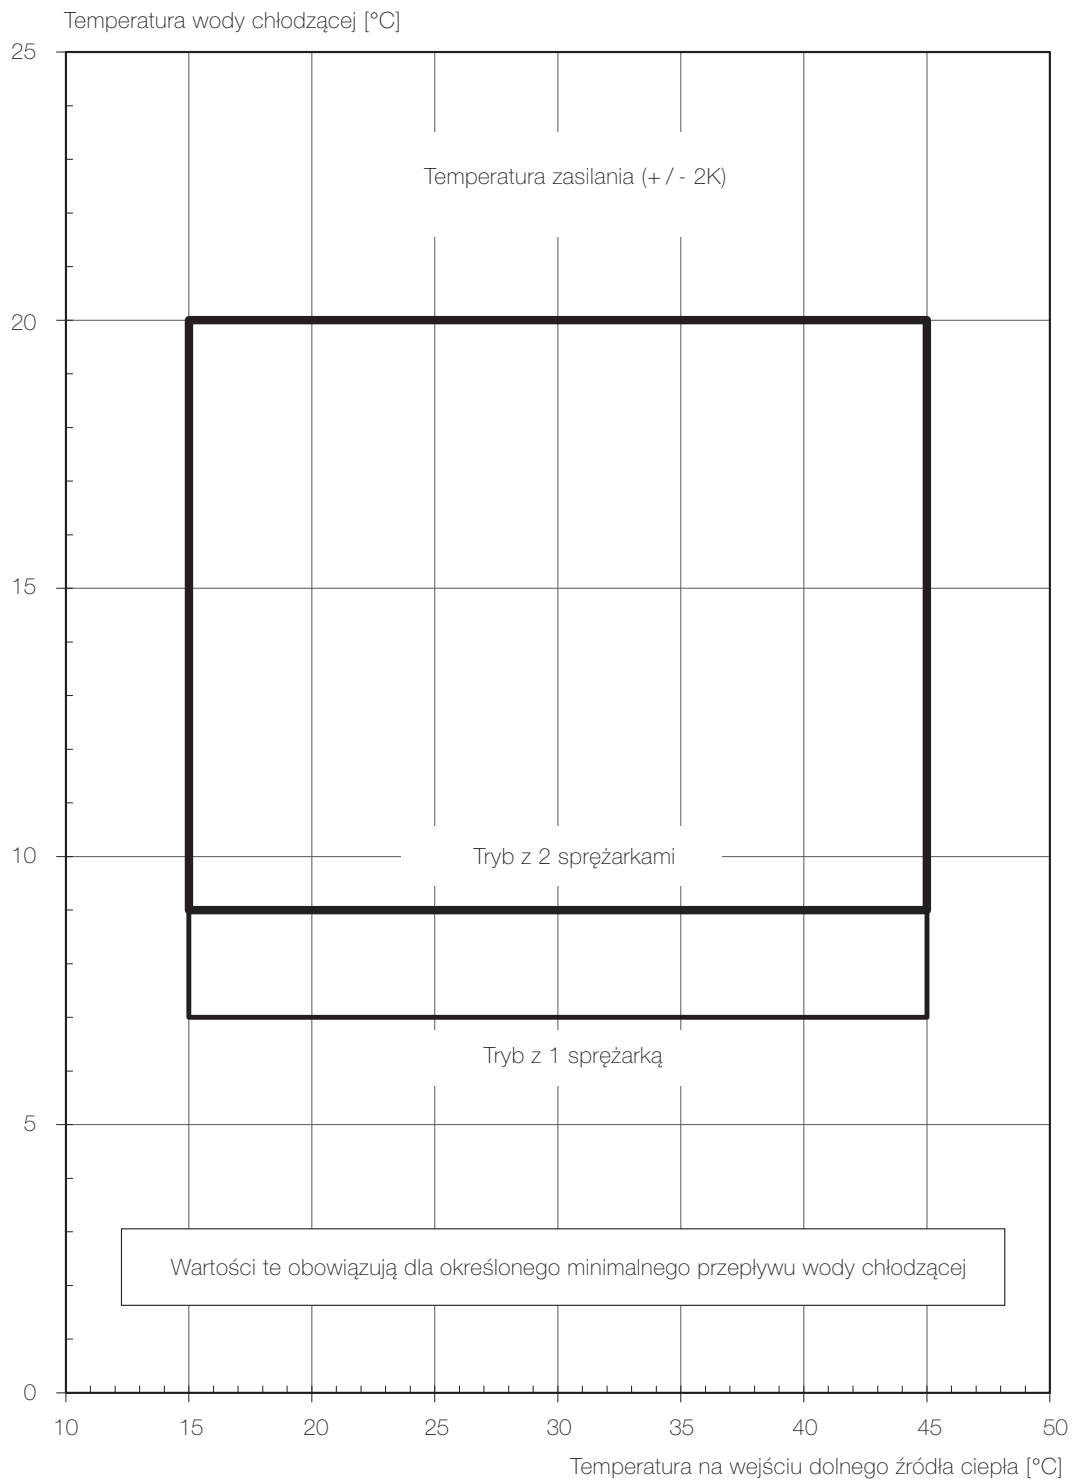 Temperatura wody chłodzącej [°C]
25
Temperatura zasilania (+ / - 2K)
20
15
10
Tryb z 2 sprężarkami
Tryb z 1 sprężarką
5
Wartości te obowiązują dla określonego minimalnego przepływu wody chłodzącej
0
10 15 20 25 30 35 40 45 50
Temperatura na wejściu dolnego źródła ciepła [°C]